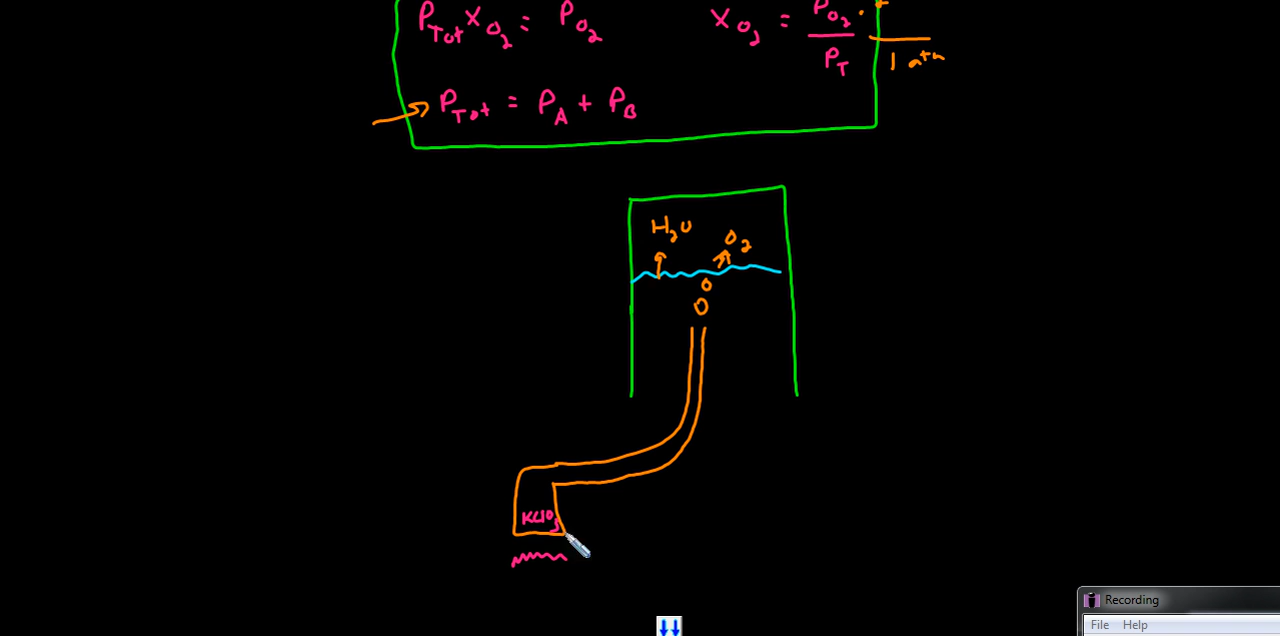 P_Tot X_O2 = P_O2
X_O2 = P_O2 / P_T
1 atm
P_Tot = P_A + P_B
H2O
O2
KClO3
Recording
File Help